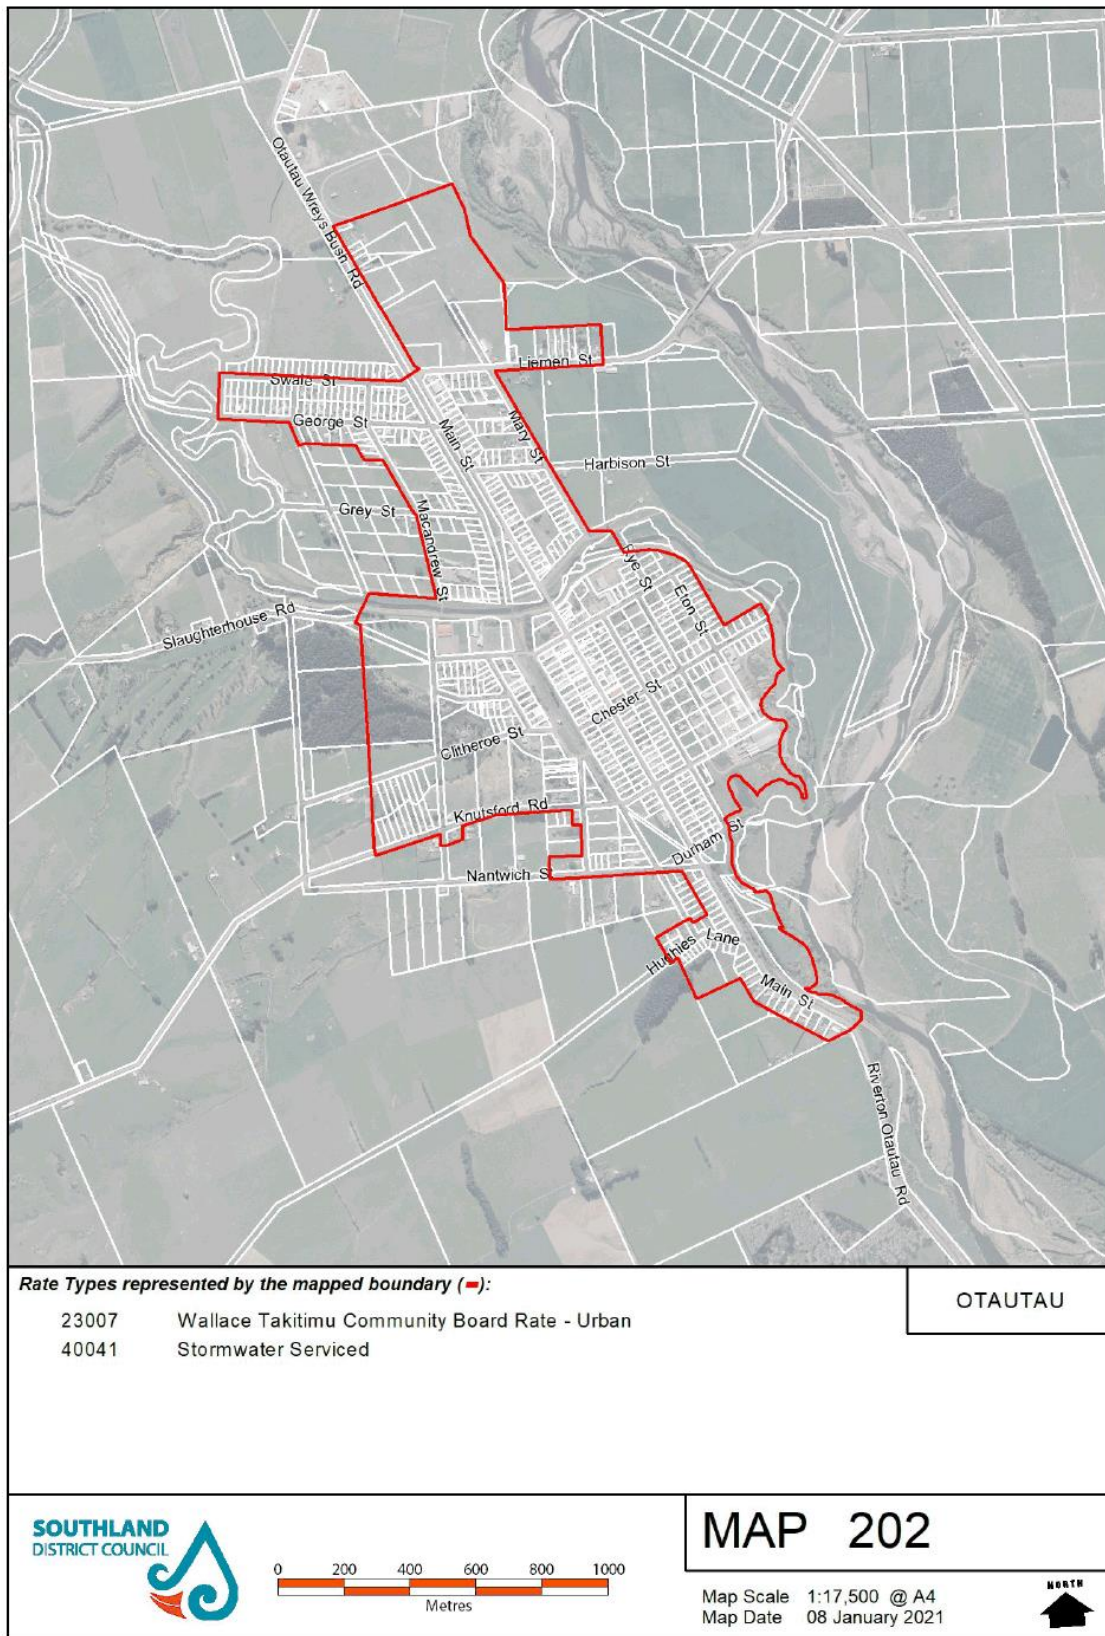 Otautau Wreys Bush Rd
Liemen St
Swale St
George St
Mary St
Main St
Harbison St
Grey St
Macandrew St
Rye St
Eton St
Slaughterhouse Rd
Chester St
Clitheroe St
Knutsford Rd
Durham St
Nantwich St
Hughies Lane
Main St
Riverton Otautau Rd
Rate Types represented by the mapped boundary (-):
OTAUTAU
23007 Wallace Takitimu Community Board Rate - Urban
40041 Stormwater Serviced
SOUTHLAND
DISTRICT COUNCIL
0 200 400 600 800 1000
Metres
MAP 202
Map Scale 1:17,500 @ A4
Map Date 08 January 2021
NORTH